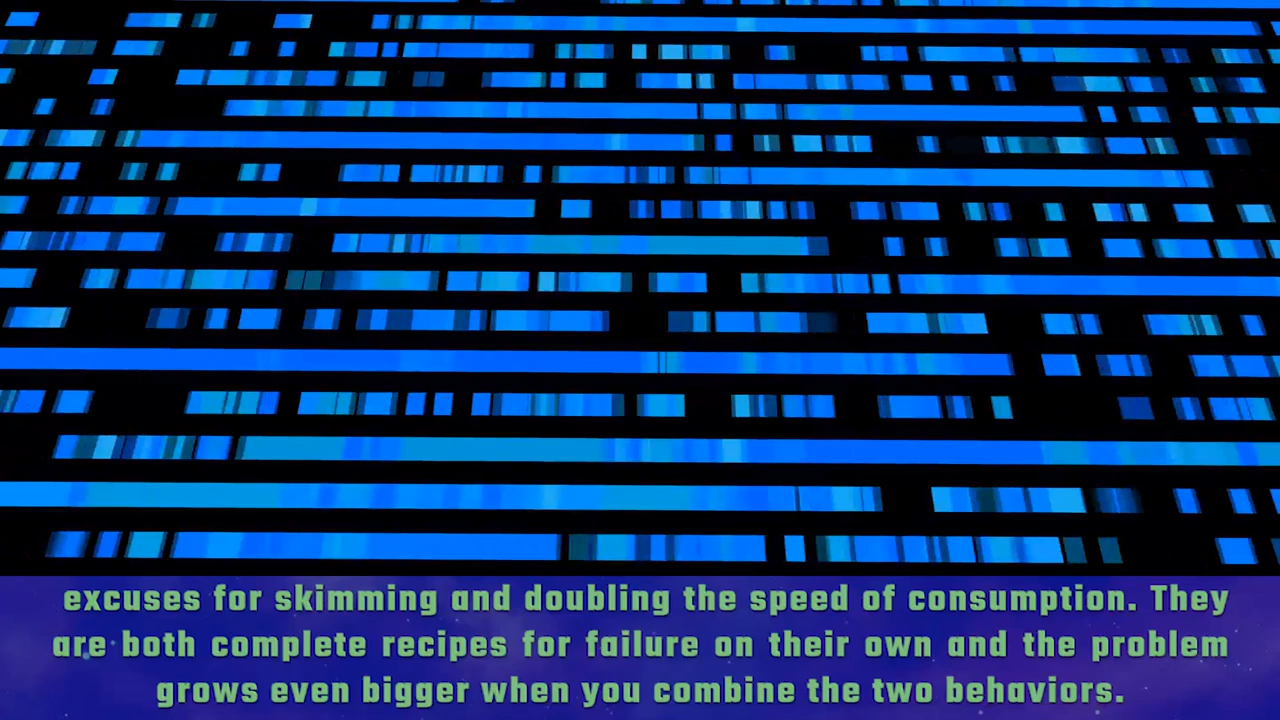 excuses for skimming and doubling the speed of consumption. They
are both complete recipes for failure on their own and the problem
grows even bigger when you combine the two behaviors.